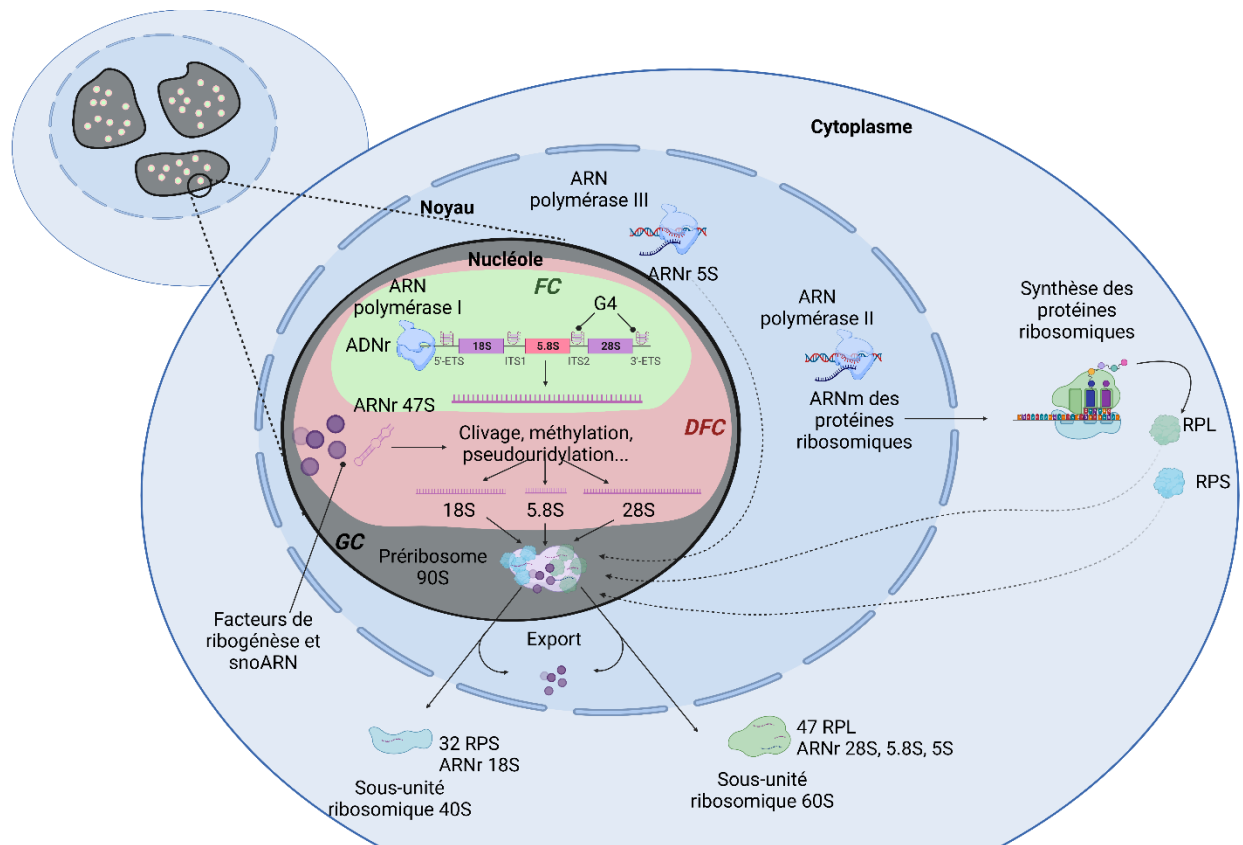 Cytoplasme
ARN
polymérase III
Noyau
ARNr 5S
Nucléole
FC
ARN
polymérase I
G4
ADNr
18S
5.8S
28S
5'-ETS
ITS1
ITS2
3'-ETS
ARN
polymérase II
ARNm des
protéines
ribosomiques
Synthèse des
protéines
ribosomiques
RPL
RPS
ARNr 47S
DFC
Clivage, méthylation,
pseudouridylation...
18S
5.8S
28S
GC
Préribosome
90S
Facteurs de
ribogénèse et
snoARN
Export
32 RPS
ARNr 18S
Sous-unité
ribosomique 40S
47 RPL
ARNr 28S, 5.8S, 5S
Sous-unité
ribosomique 60S